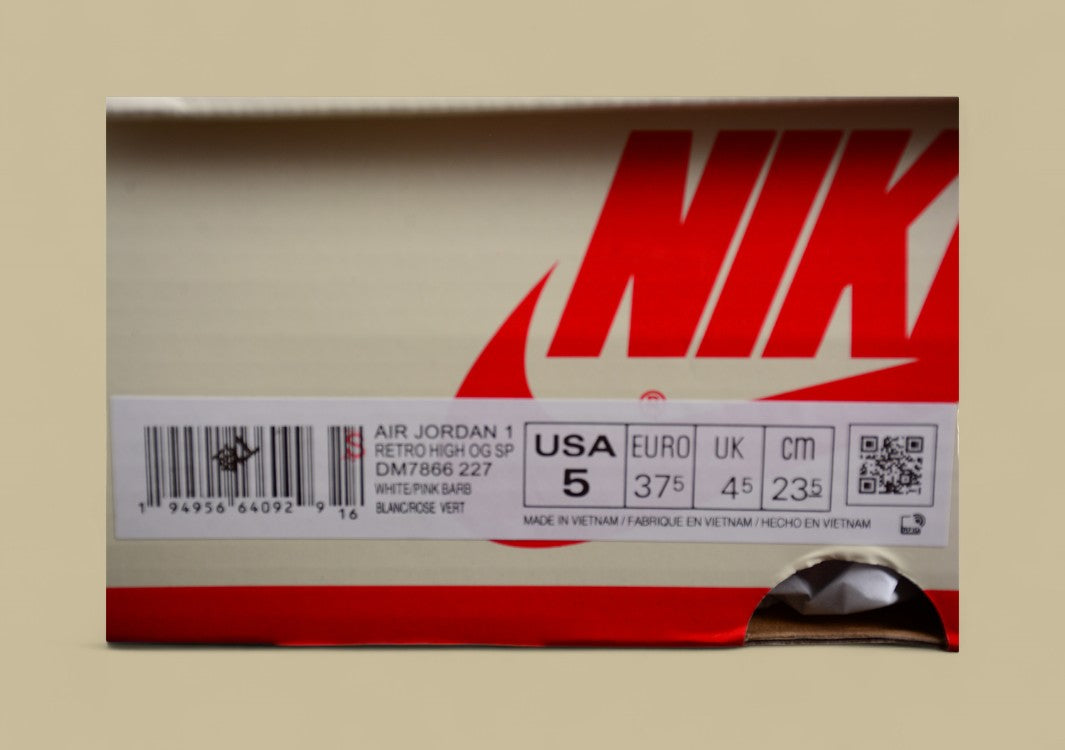 NIK
®
AIR JORDAN 1
RETRO HIGH OG SP
DM7866 227
WHITE/PINK BARB
BLANC/ROSE VERT
S
1 94956 64092 9 16
USA EURO UK cm
5 37.5 4.5 23.5
MADE IN VIETNAM / FABRIQUE EN VIETNAM / HECHO EN VIETNAM